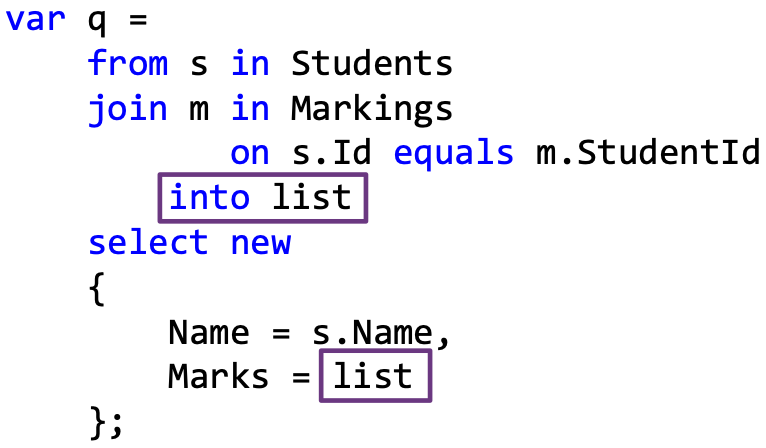 var q =
from s in Students
join m in Markings
on s.Id equals m.StudentId
into list
select new
{
Name = s.Name,
Marks = list
};